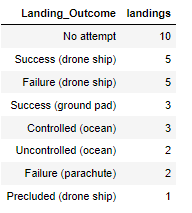 Landing_Outcome landings
No attempt 10
Success (drone ship) 5
Failure (drone ship) 5
Success (ground pad) 3
Controlled (ocean) 3
Uncontrolled (ocean) 2
Failure (parachute) 2
Precluded (drone ship) 1